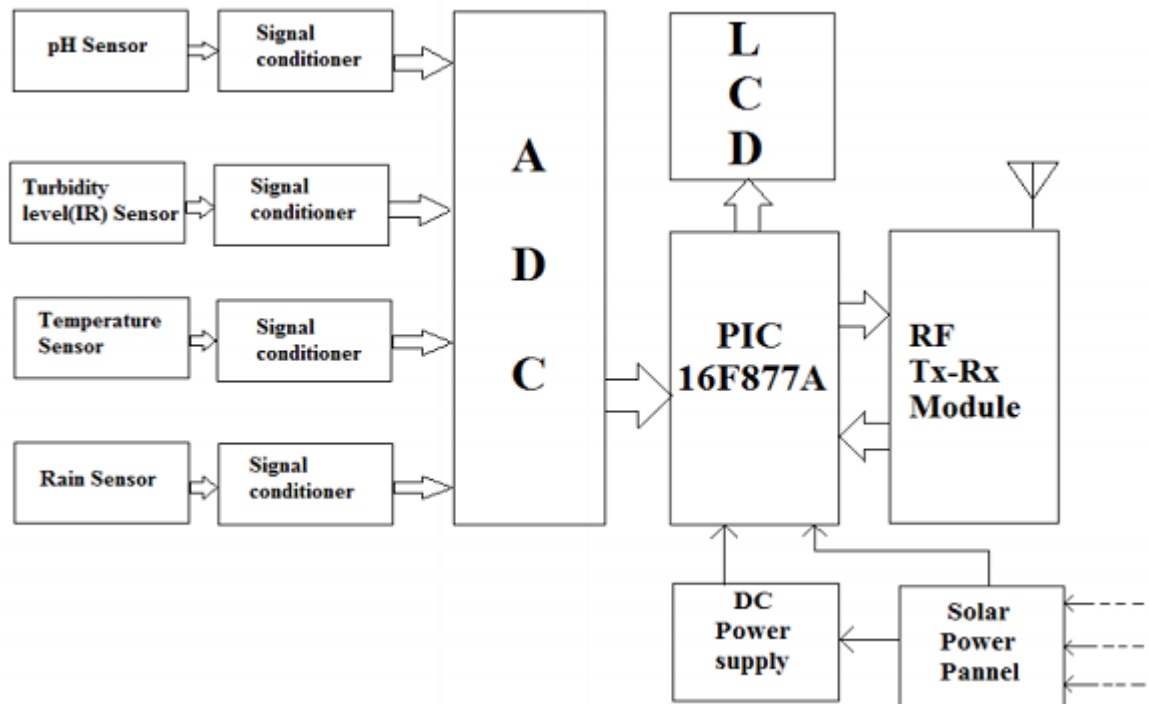 pH Sensor
Signal
conditioner
Turbidity
level(IR) Sensor
Signal
conditioner
Temperature
Sensor
Signal
conditioner
Rain Sensor
Signal
conditioner
A
D
C
L
C
D
PIC
16F877A
RF
Tx-Rx
Module
DC
Power
supply
Solar
Power
Pannel